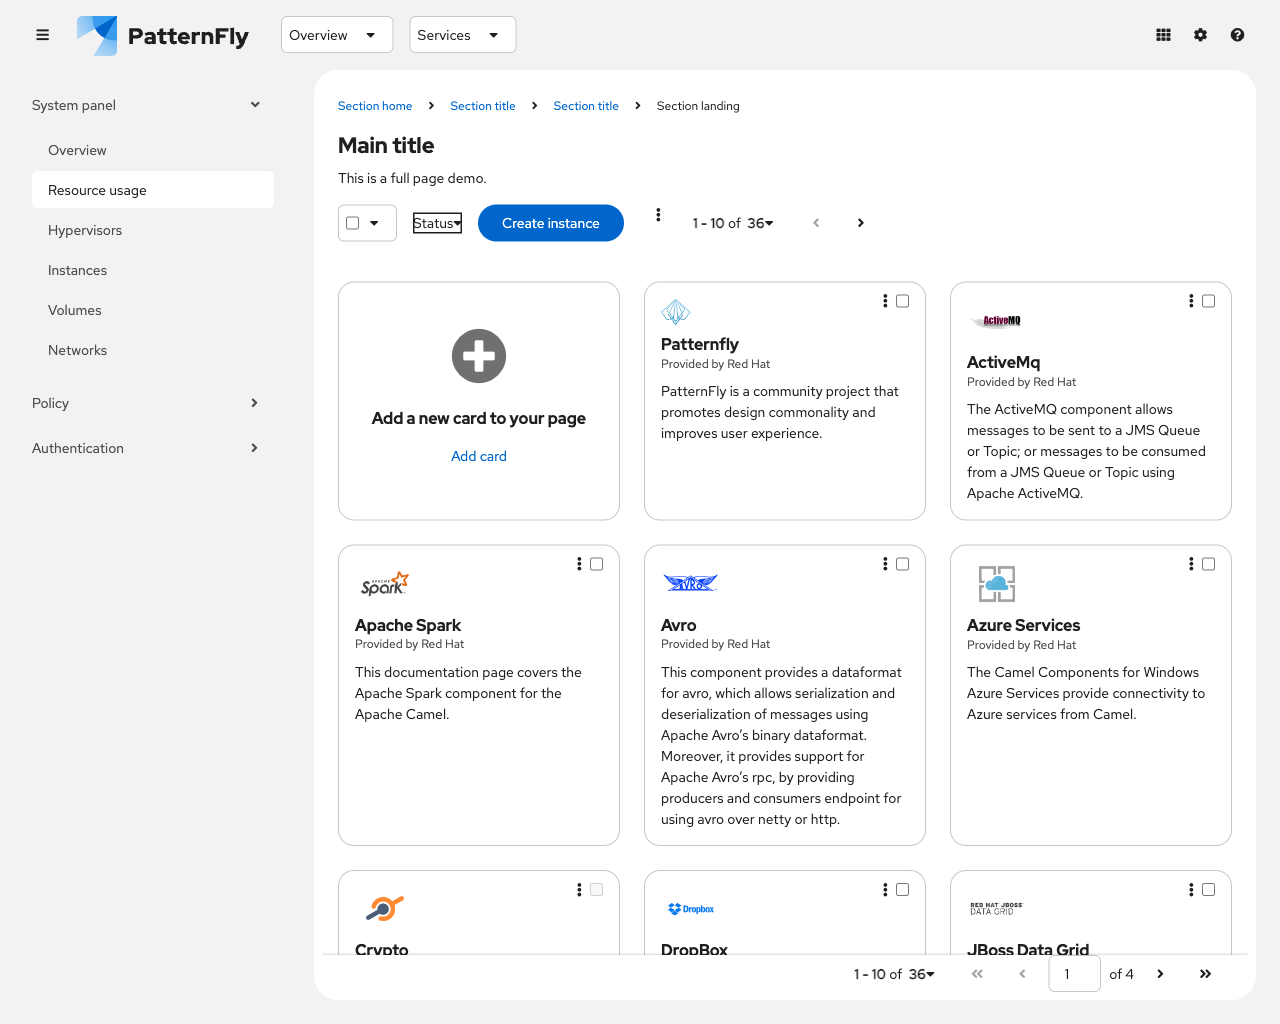 PatternFly
Overview
Services
System panel
Overview
Resource usage
Hypervisors
Instances
Volumes
Networks
Policy
Authentication
Section home
Section title
Section title
Section landing
Main title
This is a full page demo.
Status
Create instance
1 - 10 of 36
Add a new card to your page
Add card
Patternfly
Provided by Red Hat
PatternFly is a community project that
promotes design commonality and
improves user experience.
ActiveMQ
ActiveMq
Provided by Red Hat
The ActiveMQ component allows
messages to be sent to a JMS Queue
or Topic; or messages to be consumed
from a JMS Queue or Topic using
Apache ActiveMQ.
APACHE
Spark
Apache Spark
Provided by Red Hat
This documentation page covers the
Apache Spark component for the
Apache Camel.
AVRO
Avro
Provided by Red Hat
This component provides a dataformat
for avro, which allows serialization and
deserialization of messages using
Apache Avro’s binary dataformat.
Moreover, it provides support for
Apache Avro’s rpc, by providing
producers and consumers endpoint for
using avro over netty or http.
Azure Services
Provided by Red Hat
The Camel Components for Windows
Azure Services provide connectivity to
Azure services from Camel.
Crypto
Dropbox
DropBox
RED HAT JBOSS
DATA GRID
JBoss Data Grid
1 - 10 of 36
1
of 4